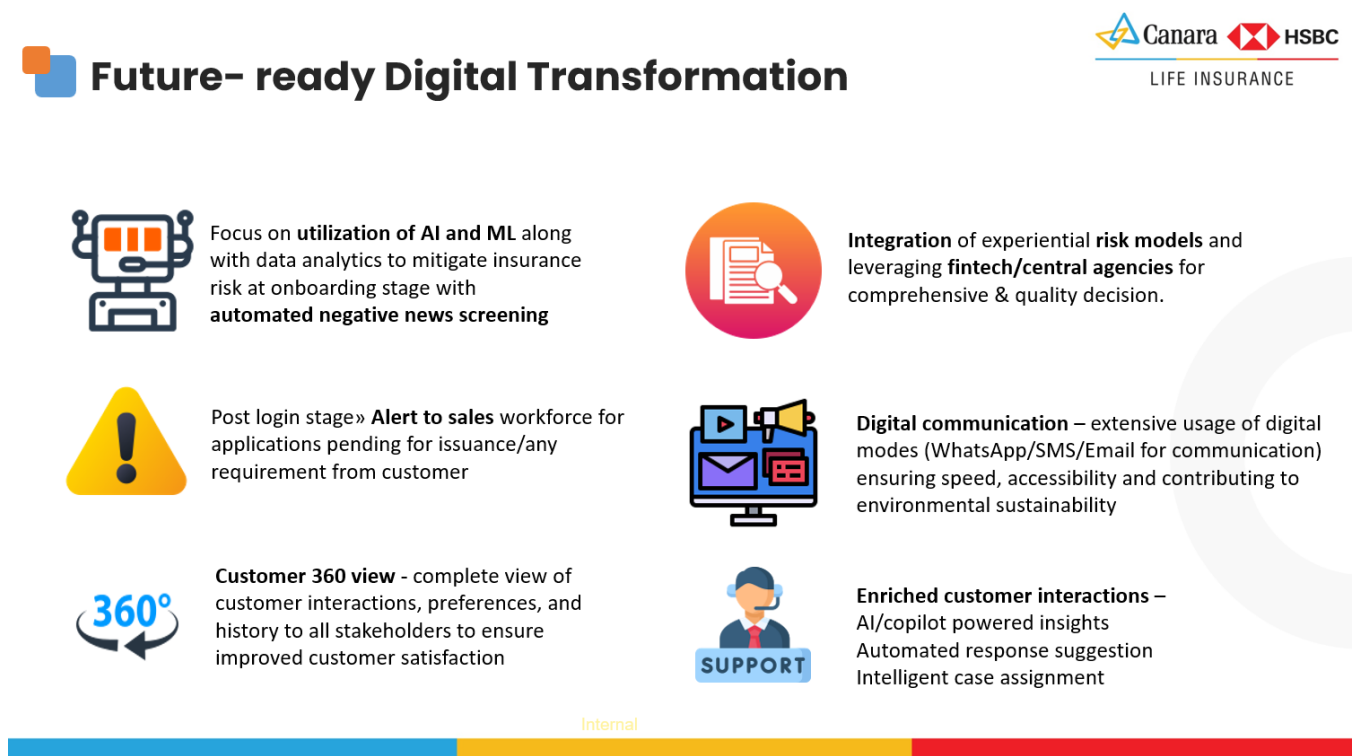 Canara HSBC
LIFE INSURANCE
Future- ready Digital Transformation
Focus on utilization of AI and ML along
with data analytics to mitigate insurance
risk at onboarding stage with
automated negative news screening
Integration of experiential risk models and
leveraging fintech/central agencies for
comprehensive & quality decision.
Post login stage» Alert to sales workforce for
applications pending for issuance/any
requirement from customer
Digital communication – extensive usage of digital
modes (WhatsApp/SMS/Email for communication)
ensuring speed, accessibility and contributing to
environmental sustainability
360°
Customer 360 view - complete view of
customer interactions, preferences, and
history to all stakeholders to ensure
improved customer satisfaction
SUPPORT
Enriched customer interactions –
AI/copilot powered insights
Automated response suggestion
Intelligent case assignment
Internal